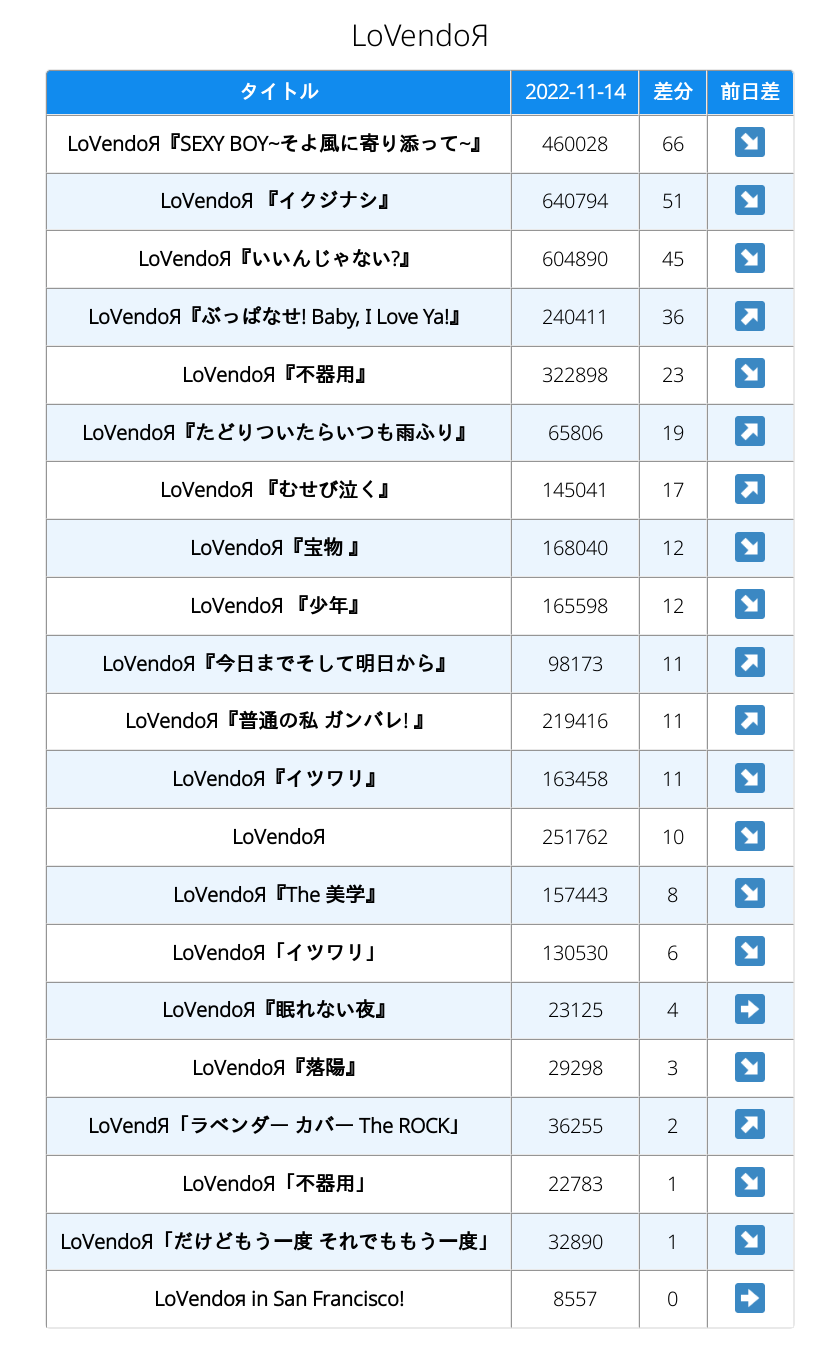 LoVendoЯ
タイトル 2022-11-14 差分 前日差
LoVendoЯ『SEXY BOY~そよ風に寄り添って~』 460028 66 ↘
LoVendoЯ 『イクジナシ』 640794 51 ↘
LoVendoЯ『いいんじゃない?』 604890 45 ↘
LoVendoЯ『ぶっぱなせ! Baby, I Love Ya!』 240411 36 ↗
LoVendoЯ『不器用』 322898 23 ↘
LoVendoЯ『たどりついたらいつも雨ふり』 65806 19 ↗
LoVendoЯ 『むせび泣く』 145041 17 ↗
LoVendoЯ『宝物 』 168040 12 ↘
LoVendoЯ 『少年』 165598 12 ↘
LoVendoЯ『今日までそして明日から』 98173 11 ↗
LoVendoЯ『普通の私 ガンバレ! 』 219416 11 ↗
LoVendoЯ『イツワリ』 163458 11 ↘
LoVendoЯ 251762 10 ↘
LoVendoЯ『The 美学』 157443 8 ↘
LoVendoЯ「イツワリ」 130530 6 ↘
LoVendoЯ『眠れない夜』 23125 4 ➡
LoVendoЯ『落陽』 29298 3 ↘
LoVendЯ「ラベンダー カバー The ROCK」 36255 2 ↗
LoVendoЯ「不器用」 22783 1 ↘
LoVendoЯ「だけどもう一度 それでももう一度」 32890 1 ↘
LoVendoя in San Francisco! 8557 0 ➡